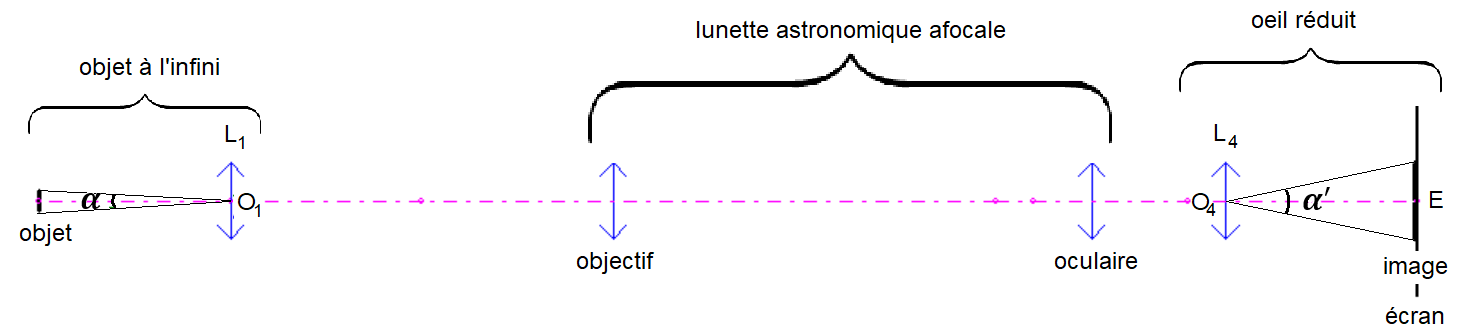 lunette astronomique afocale
oeil réduit
objet à l'infini
L1
L4
α
O1
O4
α′
E
objet
objectif
oculaire
image
écran